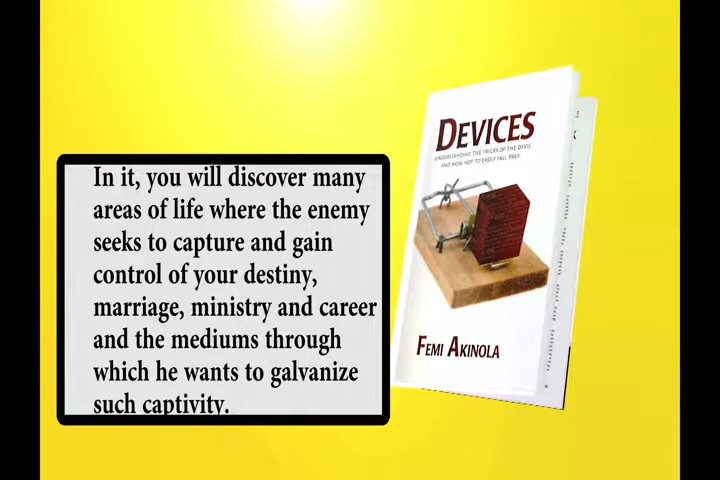 In it, you will discover many
areas of life where the enemy
seeks to capture and gain
control of your destiny,
marriage, ministry and career
and the mediums through
which he wants to galvanize
such captivity.
DEVICES
UNDERSTANDING THE TRICKS OF THE DEVIL
AND HOW NOT TO EASILY FALL PREY.
FEMI AKINOLA